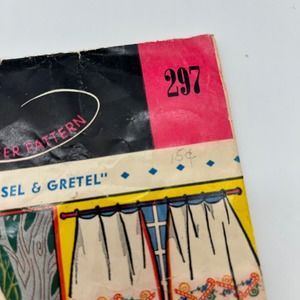 297
ER PATTERN
15¢
SEL & GRETEL"